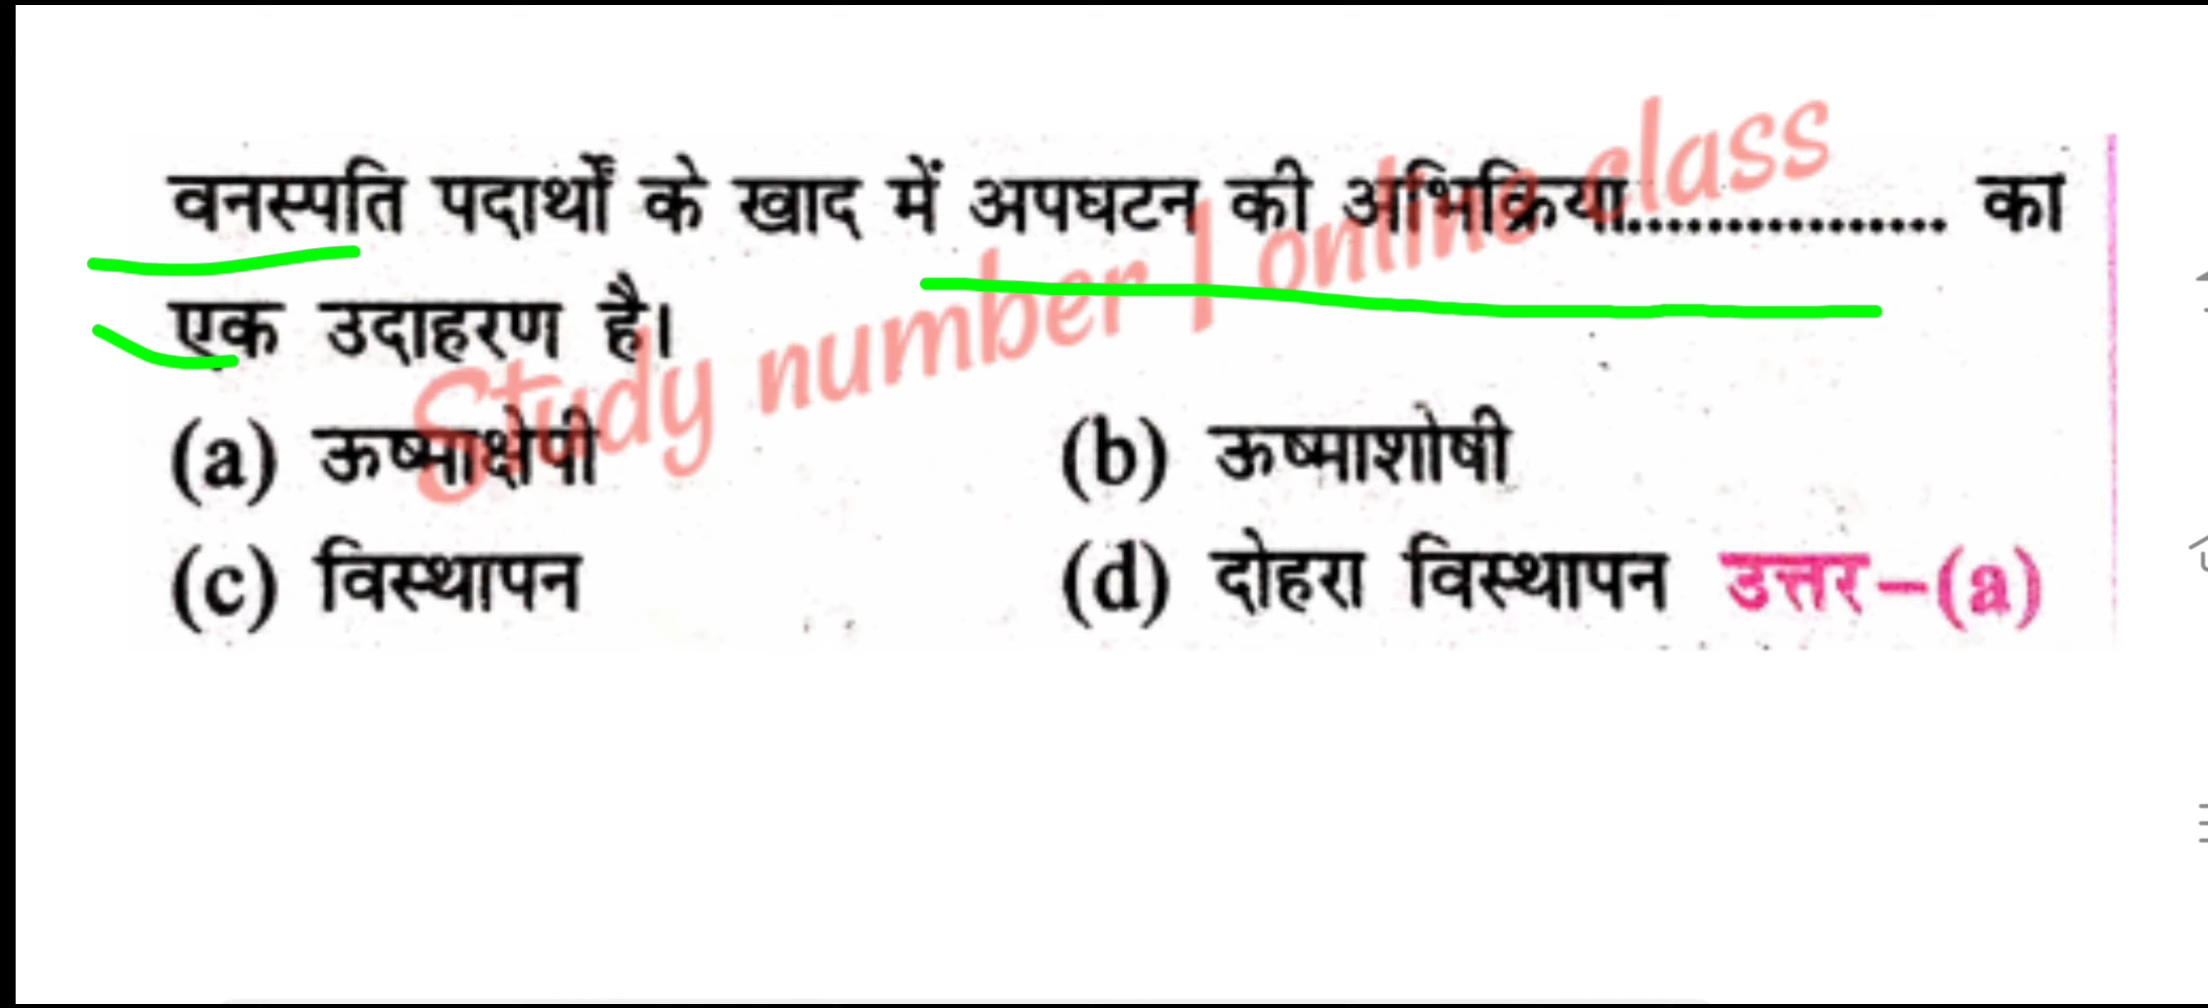 वनस्पति पदार्थों के खाद में अपघटन की अभिक्रिया................ का
एक उदाहरण है।
(a) ऊष्माक्षेपी (b) ऊष्माशोषी
(c) विस्थापन (d) दोहरा विस्थापन उत्तर–(a)
Study number 1 online class